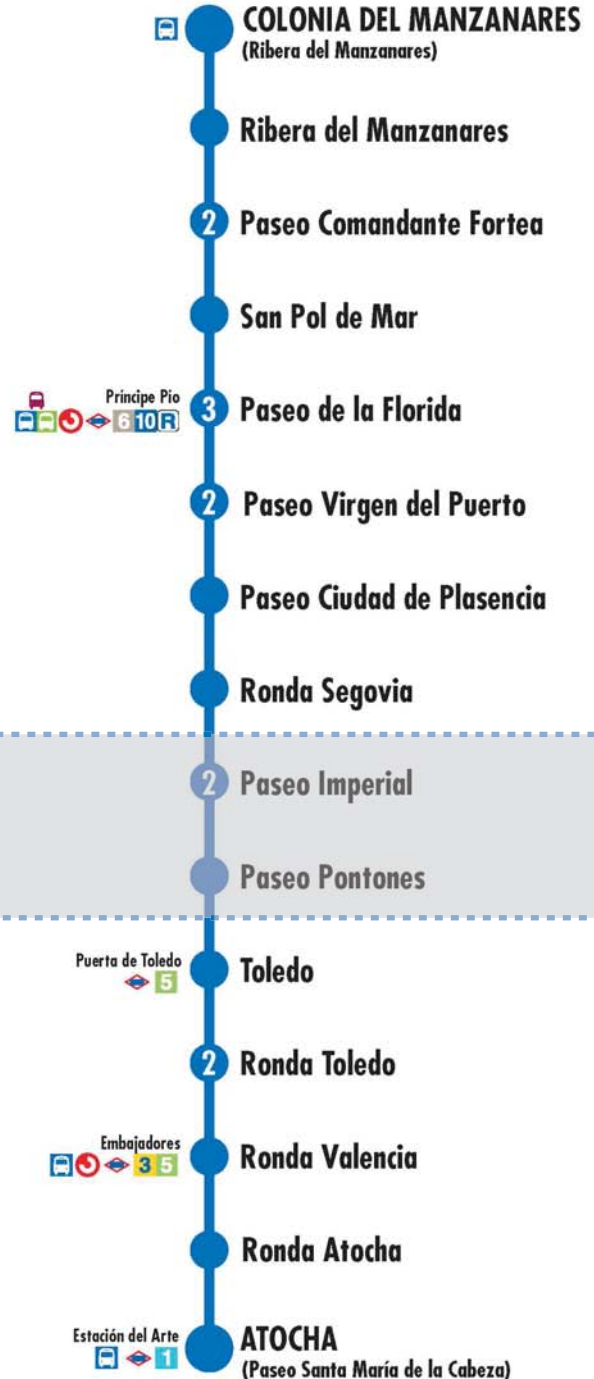 COLONIA DEL MANZANARES
(Ribera del Manzanares)
Ribera del Manzanares
2 Paseo Comandante Fortea
San Pol de Mar
Principe Pio
6 10 R
3 Paseo de la Florida
2 Paseo Virgen del Puerto
Paseo Ciudad de Plasencia
Ronda Segovia
2 Paseo Imperial
Paseo Pontones
Puerta de Toledo
5
Toledo
2 Ronda Toledo
Embajadores
3 5
Ronda Valencia
Ronda Atocha
Estación del Arte
1
ATOCHA
(Paseo Santa María de la Cabeza)